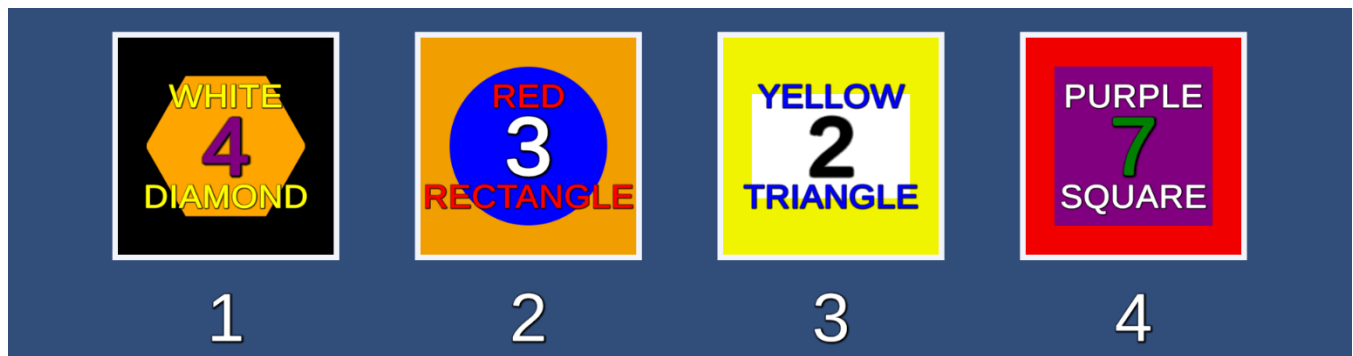 WHITE
4
DIAMOND
RED
3
RECTANGLE
YELLOW
2
TRIANGLE
PURPLE
7
SQUARE
1 2 3 4